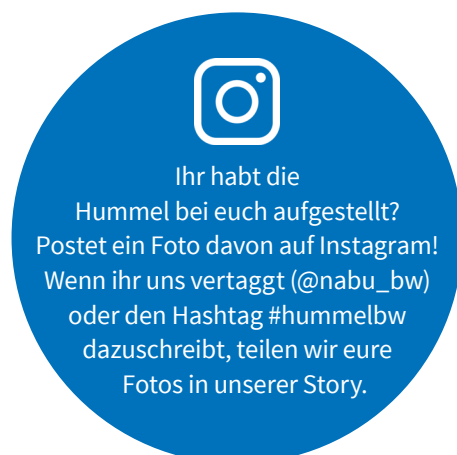 Ihr habt die
Hummel bei euch aufgestellt?
Postet ein Foto davon auf Instagram!
Wenn ihr uns vertaggt (@nabu_bw)
oder den Hashtag #hummelbw
dazuschreibt, teilen wir eure
Fotos in unserer Story.